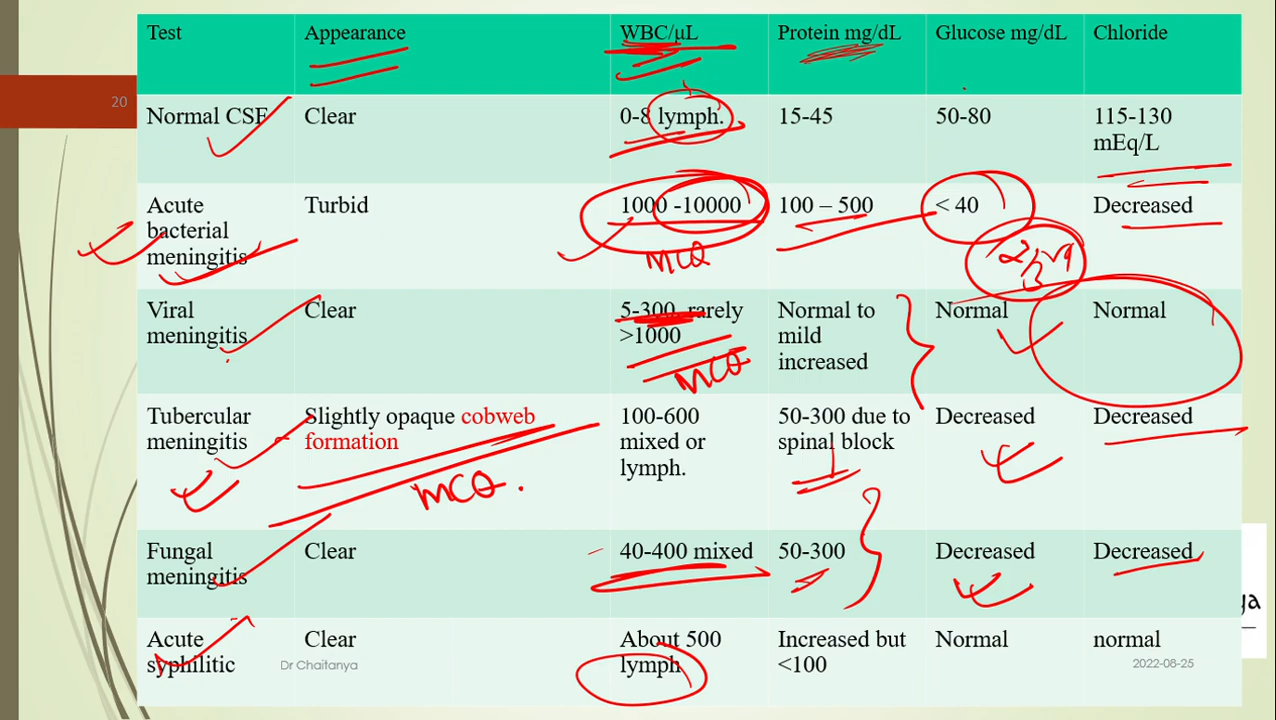 Test Appearance WBC/μL Protein mg/dL Glucose mg/dL Chloride
20
Normal CSF Clear 0-8 lymph. 15-45 50-80 115-130
mEq/L
Acute Turbid 1000 -10000 100 – 500 < 40 Decreased
bacterial
meningitis
MCQ
Viral Clear 5-300 rarely Normal to Normal Normal
meningitis >1000 mild
increased
MCQ
Tubercular Slightly opaque cobweb 100-600 50-300 due to Decreased Decreased
meningitis formation mixed or spinal block
lymph.
MCQ.
Fungal Clear 40-400 mixed 50-300 Decreased Decreased
meningitis
ya
Acute Clear About 500 Increased but Normal normal
syphilitic lymph <100
Dr Chaitanya 2022-08-25